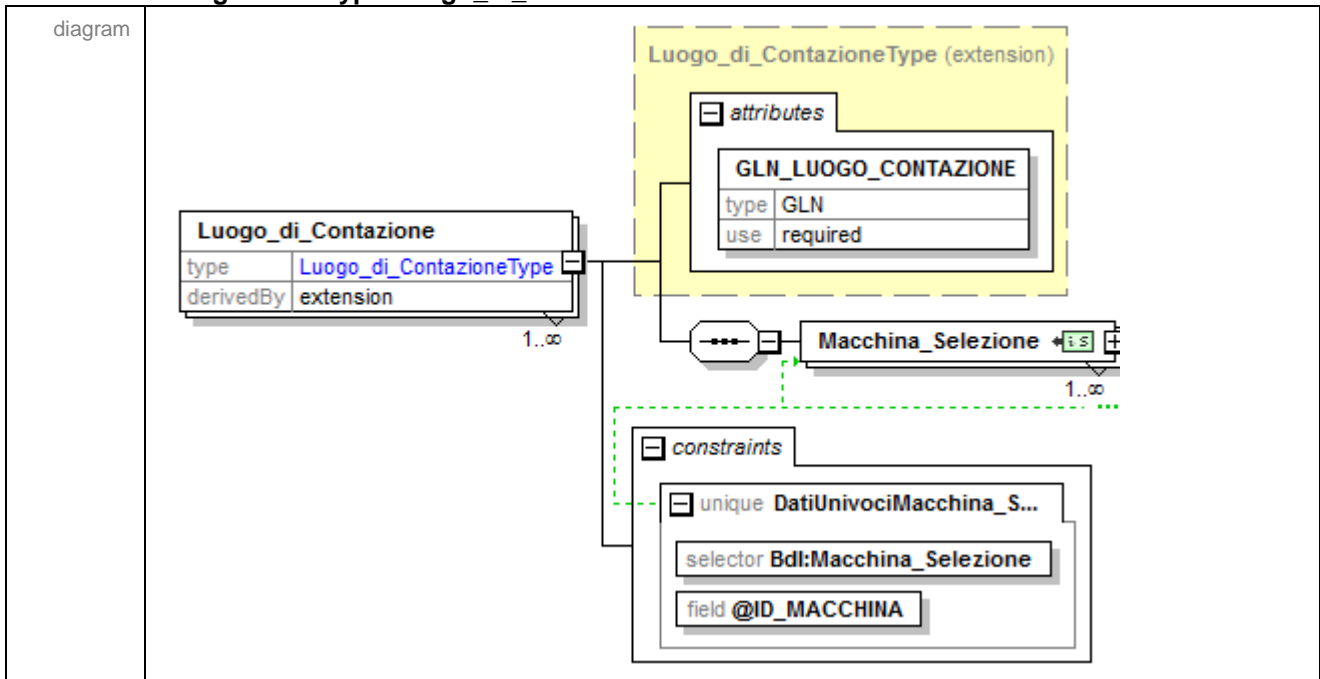 diagram
Luogo_di_ContazioneType (extension)
attributes
GLN_LUOGO_CONTAZIONE
type GLN
use required
Luogo_di_Contazione
type Luogo_di_ContazioneType
derivedBy extension
1..∞
Macchina_Selezione
1..∞
constraints
unique DatiUnivociMacchina_S...
selector BdI:Macchina_Selezione
field @ID_MACCHINA